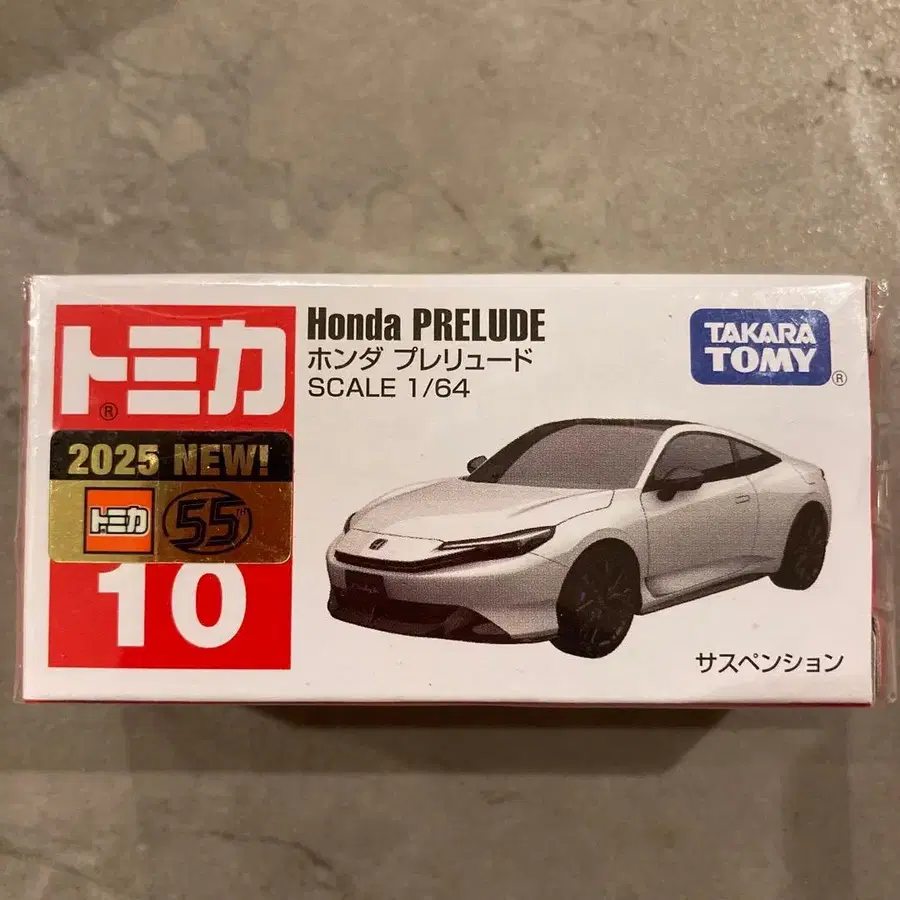 トミカ
®
2025 NEW!
トミカ
55TH
10
Honda PRELUDE
ホンダ プレリュード
SCALE 1/64
TAKARA
TOMY
®
サスペンション